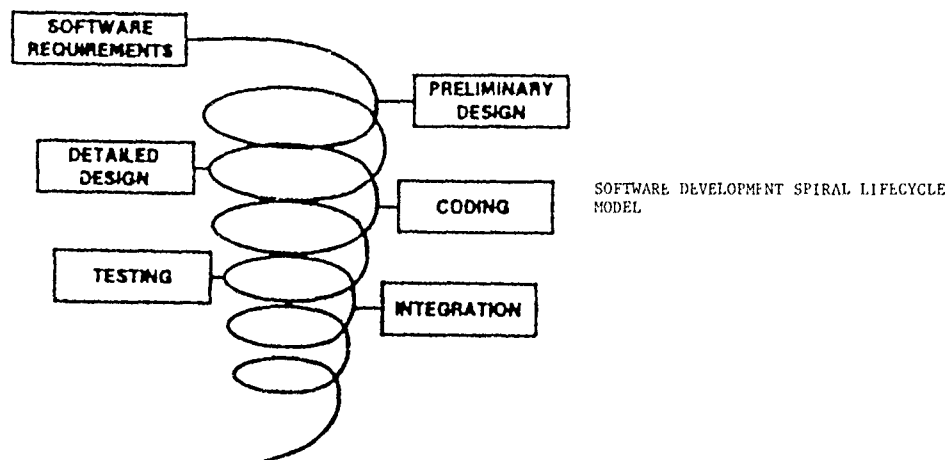 SOFTWARE
REQUIREMENTS
PRELIMINARY
DESIGN
DETAILED
DESIGN
CODING
SOFTWARE DEVELOPMENT SPIRAL LIFECYCLE
MODEL
TESTING
INTEGRATION